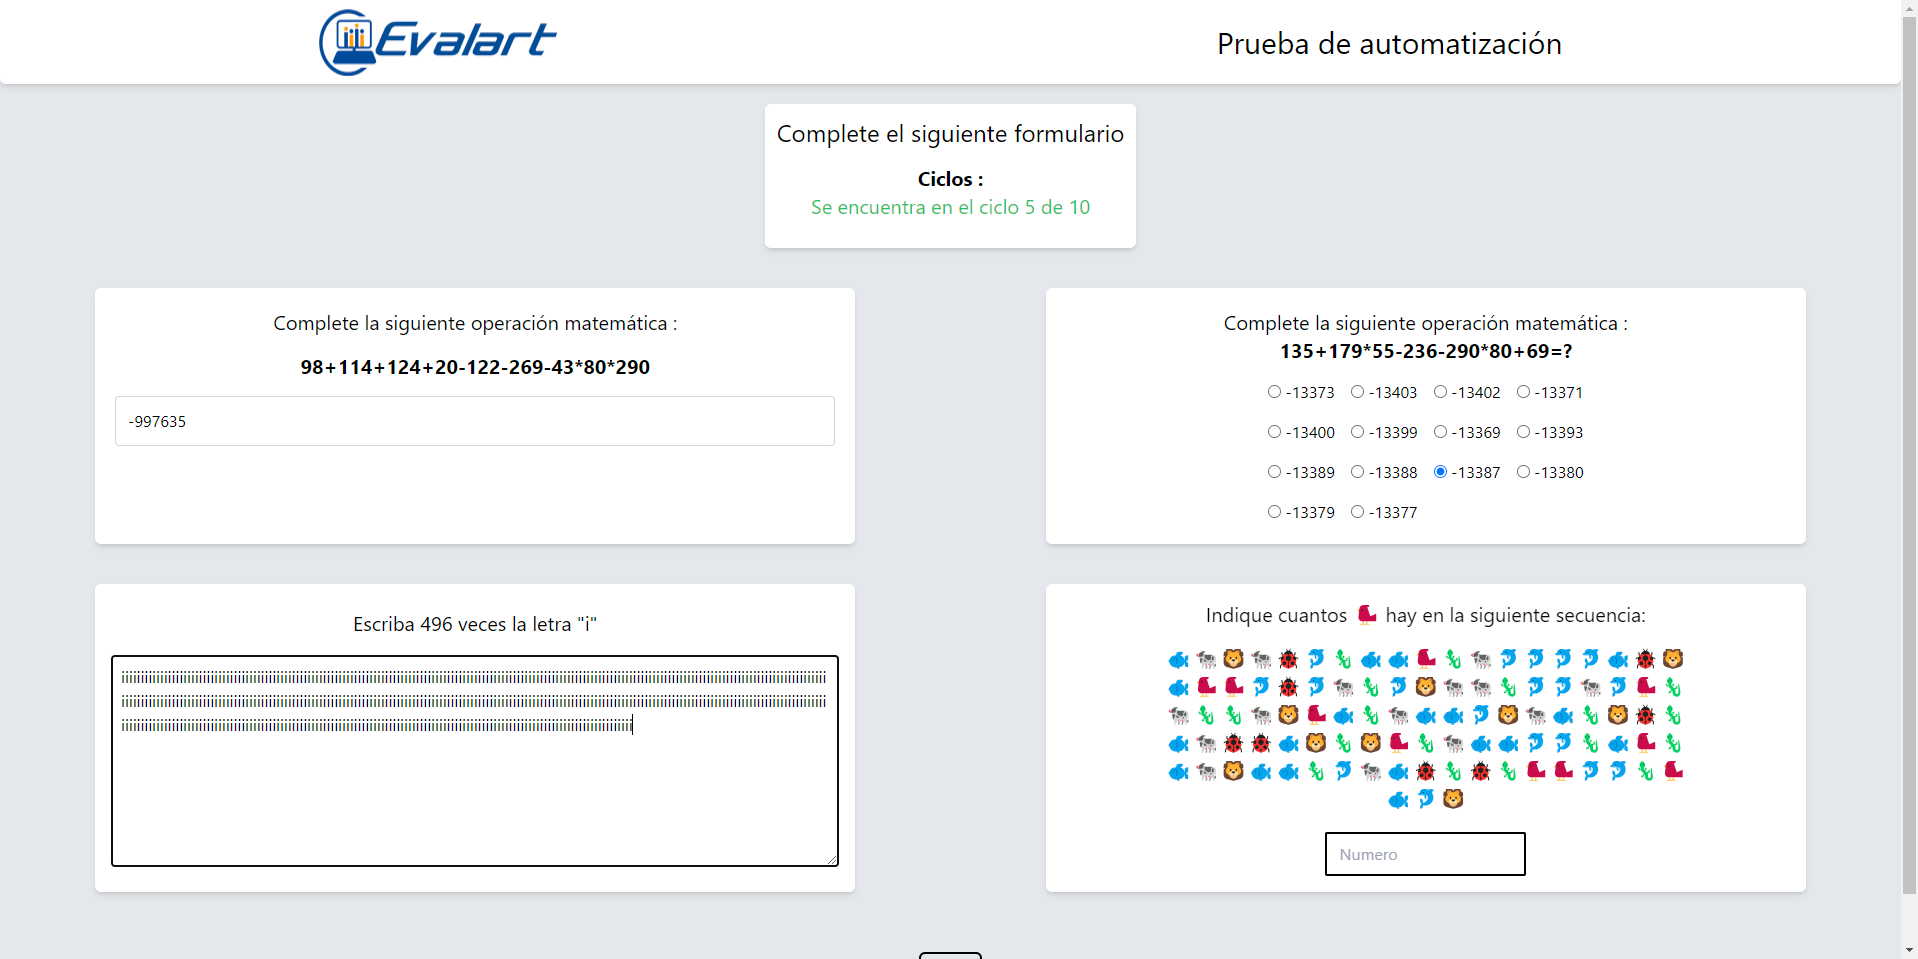 Evalart
Prueba de automatización
Complete el siguiente formulario
Ciclos :
Se encuentra en el ciclo 5 de 10
Complete la siguiente operación matemática :
98+114+124+20-122-269-43*80*290
-997635
Complete la siguiente operación matemática :
135+179*55-236-290*80+69=?
-13373 -13403 -13402 -13371
-13400 -13399 -13369 -13393
-13389 -13388 -13387 -13380
-13379 -13377
Escriba 496 veces la letra "i"
Indique cuantos hay en la siguiente secuencia:
Numero